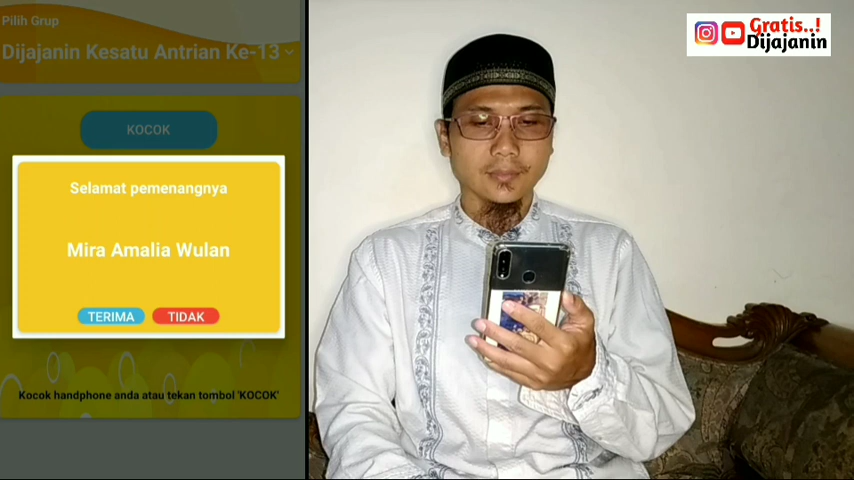 Pilih Grup
Dijajanin Kesatu Antrian Ke-13
KOCOK
Selamat pemenangnya
Mira Amalia Wulan
TERIMA TIDAK
Kocok handphone anda atau tekan tombol 'KOCOK'
Gratis..!
Dijajanin